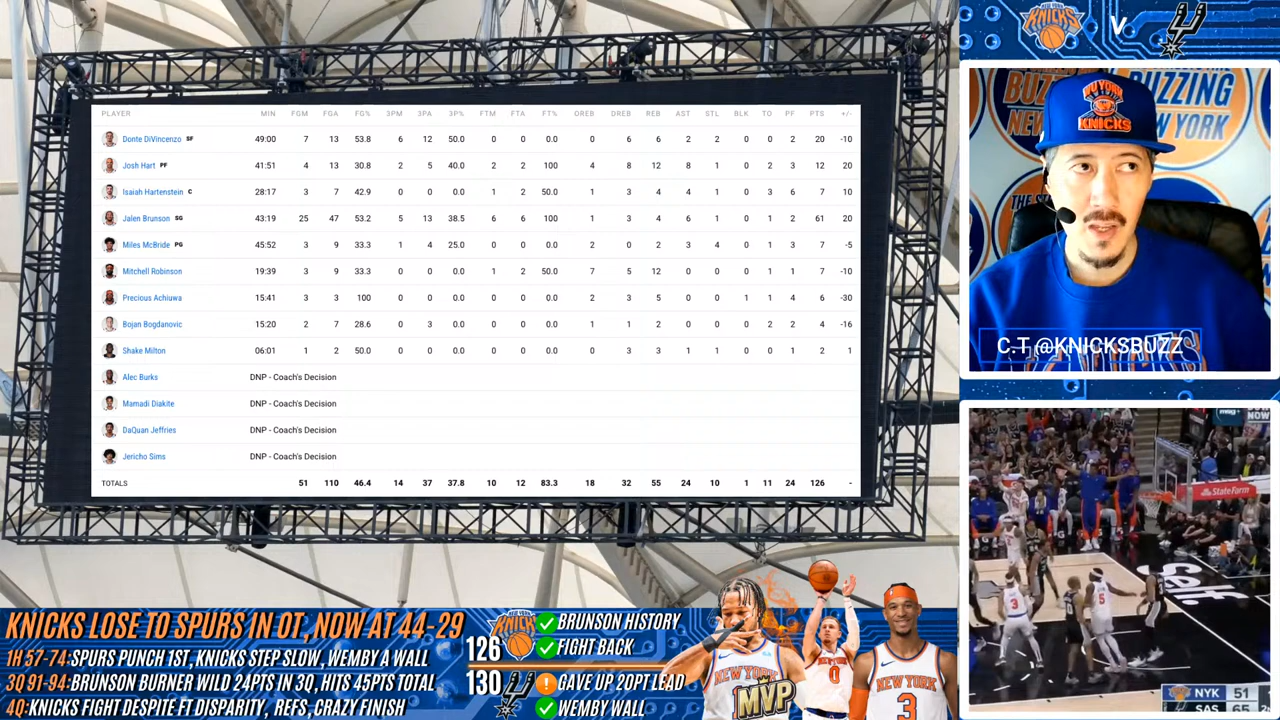 PLAYER MIN FGM FGA FG% 3PM 3PA 3P% FTM FTA FT% OREB DREB REB AST STL BLK TO PF PTS +/-
Donte DiVincenzo SF 49:00 7 13 53.8 6 12 50.0 0 0 0.0 0 6 6 2 2 0 0 2 20 -10
Josh Hart PF 41:51 4 13 30.8 2 5 40.0 2 2 100 4 8 12 8 1 0 2 3 12 20
Isaiah Hartenstein C 28:17 3 7 42.9 0 0 0.0 1 2 50.0 1 3 4 4 1 0 3 6 7 10
Jalen Brunson SG 43:19 25 47 53.2 5 13 38.5 6 6 100 1 3 4 6 1 0 1 2 61 20
Miles McBride PG 45:52 3 9 33.3 1 4 25.0 0 0 0.0 2 0 2 3 4 0 1 3 7 -5
Mitchell Robinson 19:39 3 9 33.3 0 0 0.0 1 2 50.0 7 5 12 0 0 0 1 1 7 -10
Precious Achiuwa 15:41 3 3 100 0 0 0.0 0 0 0.0 2 3 5 0 0 1 1 4 6 -30
Bojan Bogdanovic 15:20 2 7 28.6 0 3 0.0 0 0 0.0 1 1 2 0 0 0 2 2 4 -16
Shake Milton 06:01 1 2 50.0 0 0 0.0 0 0 0.0 0 3 3 1 1 0 0 1 2 1
Alec Burks DNP - Coach's Decision
Mamadi Diakite DNP - Coach's Decision
DaQuan Jeffries DNP - Coach's Decision
Jericho Sims DNP - Coach's Decision
TOTALS 51 110 46.4 14 37 37.8 10 12 83.3 18 32 55 24 10 1 11 24 126 -
NEW YORK
KNICKS
V
BUZZING
NEW YORK
NEW YORK
KNICKS
C.T @KNICKSBUZZ
msg+
NOW
StateFarm
Self.
3
5
NYK 51
SAS 65
KNICKS LOSE TO SPURS IN OT, NOW AT 44-29
1H 57-74: SPURS PUNCH 1ST, KNICKS STEP SLOW, WEMBY A WALL
3Q 91-94: BRUNSON BURNER WILD 24PTS IN 3Q, HITS 45PTS TOTAL
4Q: KNICKS FIGHT DESPITE FT DISPARITY / REFS, CRAZY FINISH
KNICKS
126
130
BRUNSON HISTORY
FIGHT BACK
GAVE UP 20PT LEAD
WEMBY WALL
NEW YORK
MVP
NEW YORK
0
NEW YORK
3